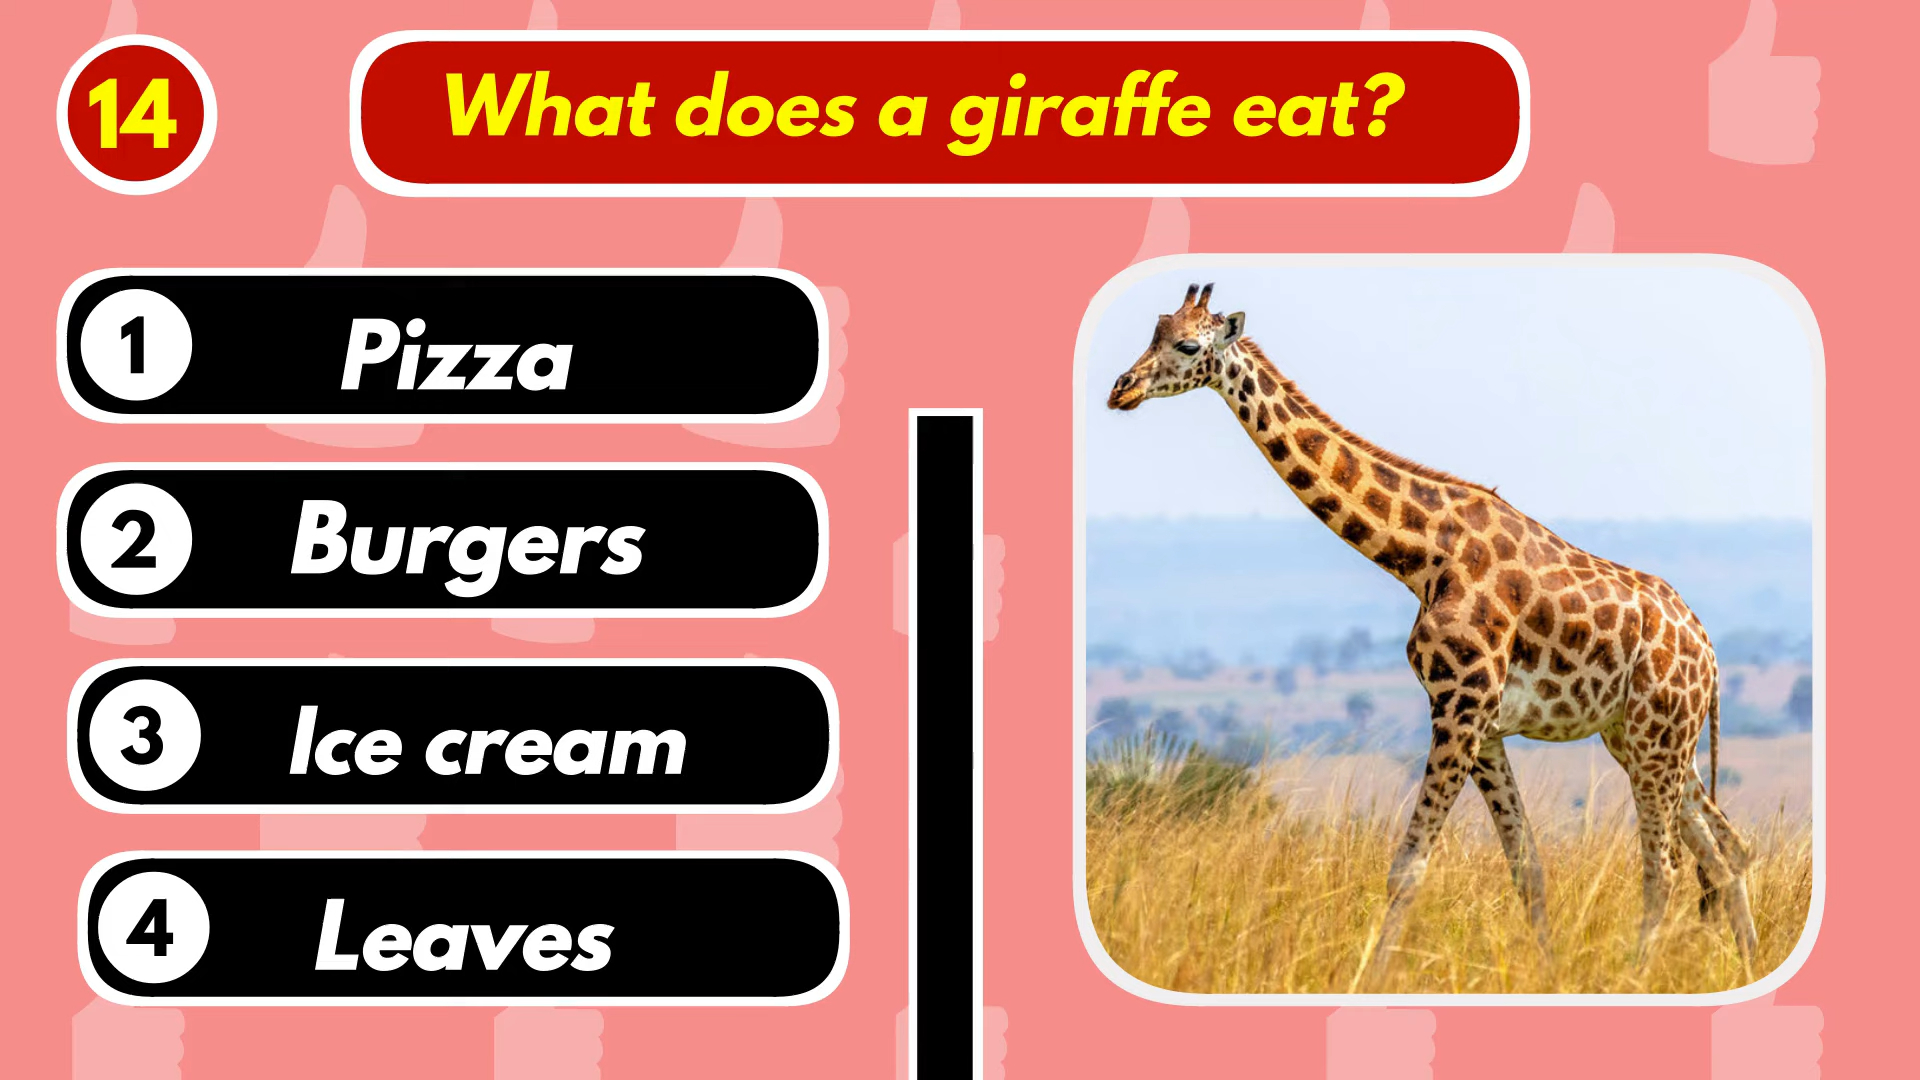 14
What does a giraffe eat?
1 Pizza
2 Burgers
3 Ice cream
4 Leaves